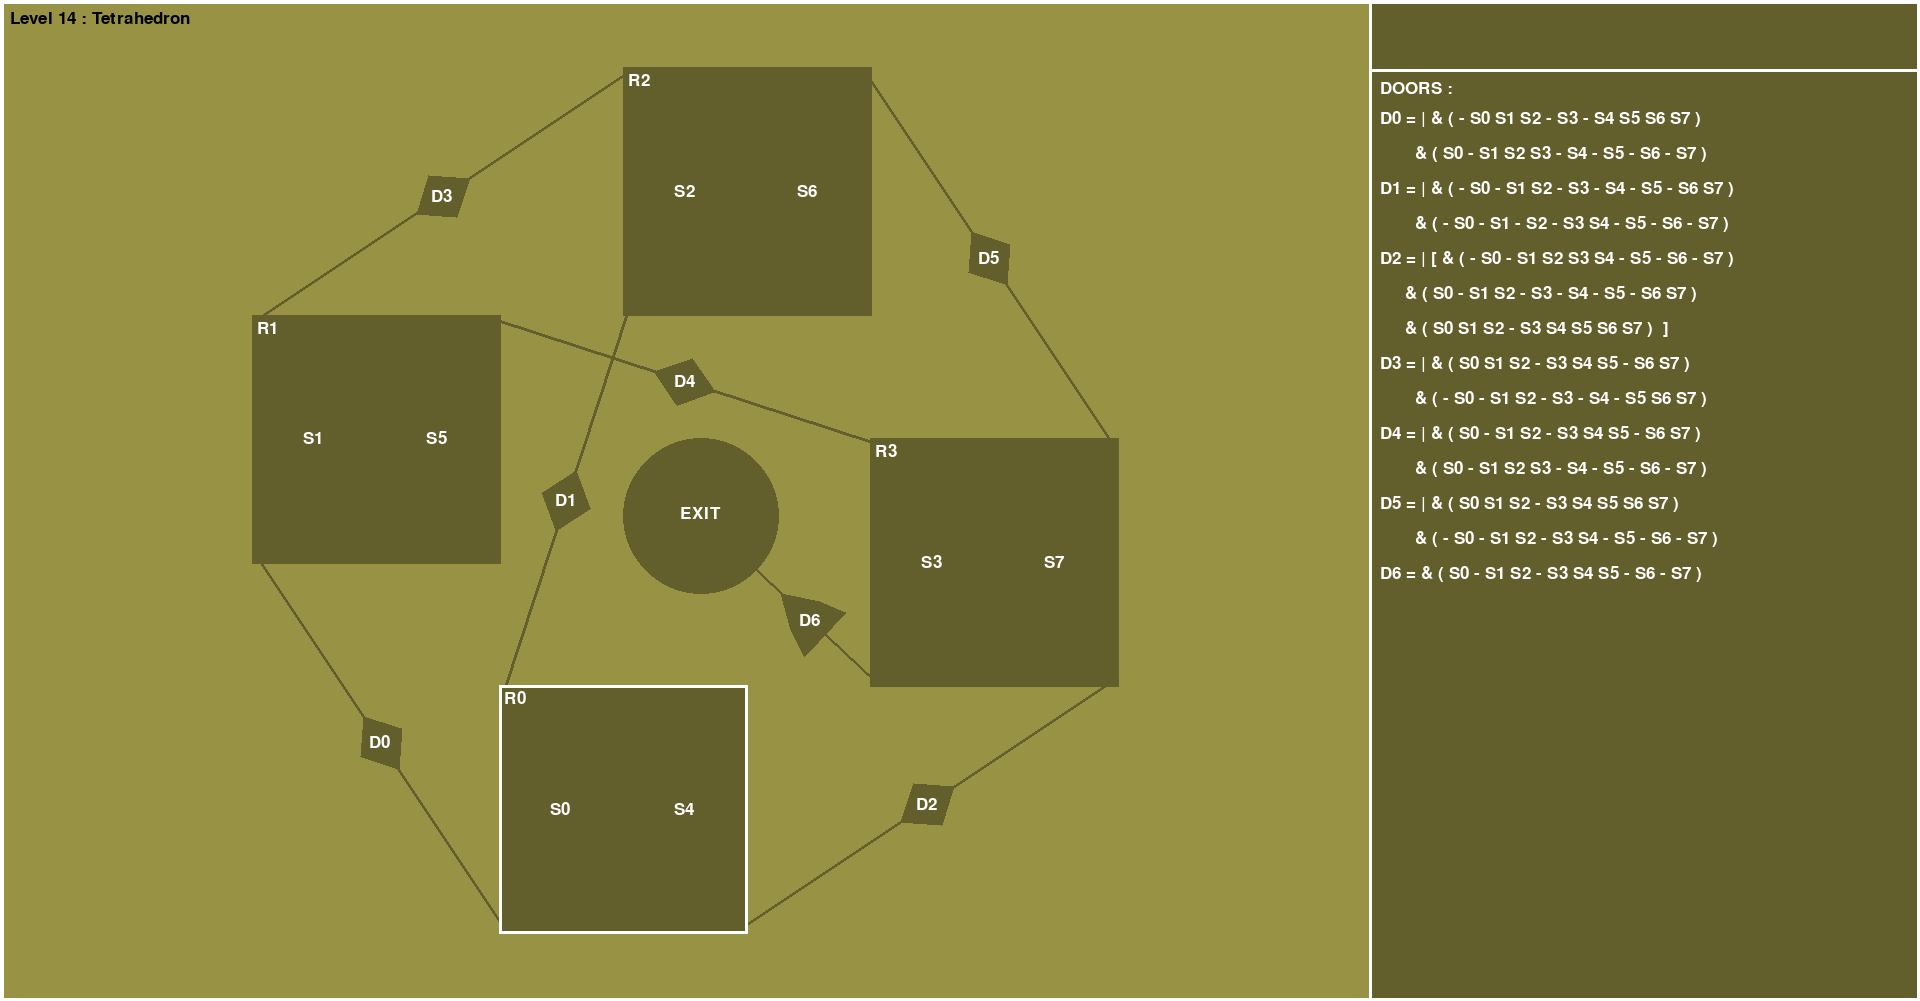 Level 14 : Tetrahedron
R2
S2 S6
D3
D5
R1
S1 S5
D4
R3
S3 S7
D1
EXIT
D6
R0
S0 S4
D0
D2
DOORS :
D0 = | & ( - S0 S1 S2 - S3 - S4 S5 S6 S7 )
& ( S0 - S1 S2 S3 - S4 - S5 - S6 - S7 )
D1 = | & ( - S0 - S1 S2 - S3 - S4 - S5 - S6 S7 )
& ( - S0 - S1 - S2 - S3 S4 - S5 - S6 - S7 )
D2 = | [ & ( - S0 - S1 S2 S3 S4 - S5 - S6 - S7 )
& ( S0 - S1 S2 - S3 - S4 - S5 - S6 S7 )
& ( S0 S1 S2 - S3 S4 S5 S6 S7 ) ]
D3 = | & ( S0 S1 S2 - S3 S4 S5 - S6 S7 )
& ( - S0 - S1 S2 - S3 - S4 - S5 S6 S7 )
D4 = | & ( S0 - S1 S2 - S3 S4 S5 - S6 S7 )
& ( S0 - S1 S2 S3 - S4 - S5 - S6 - S7 )
D5 = | & ( S0 S1 S2 - S3 S4 S5 S6 S7 )
& ( - S0 - S1 S2 - S3 S4 - S5 - S6 - S7 )
D6 = & ( S0 - S1 S2 - S3 S4 S5 - S6 - S7 )